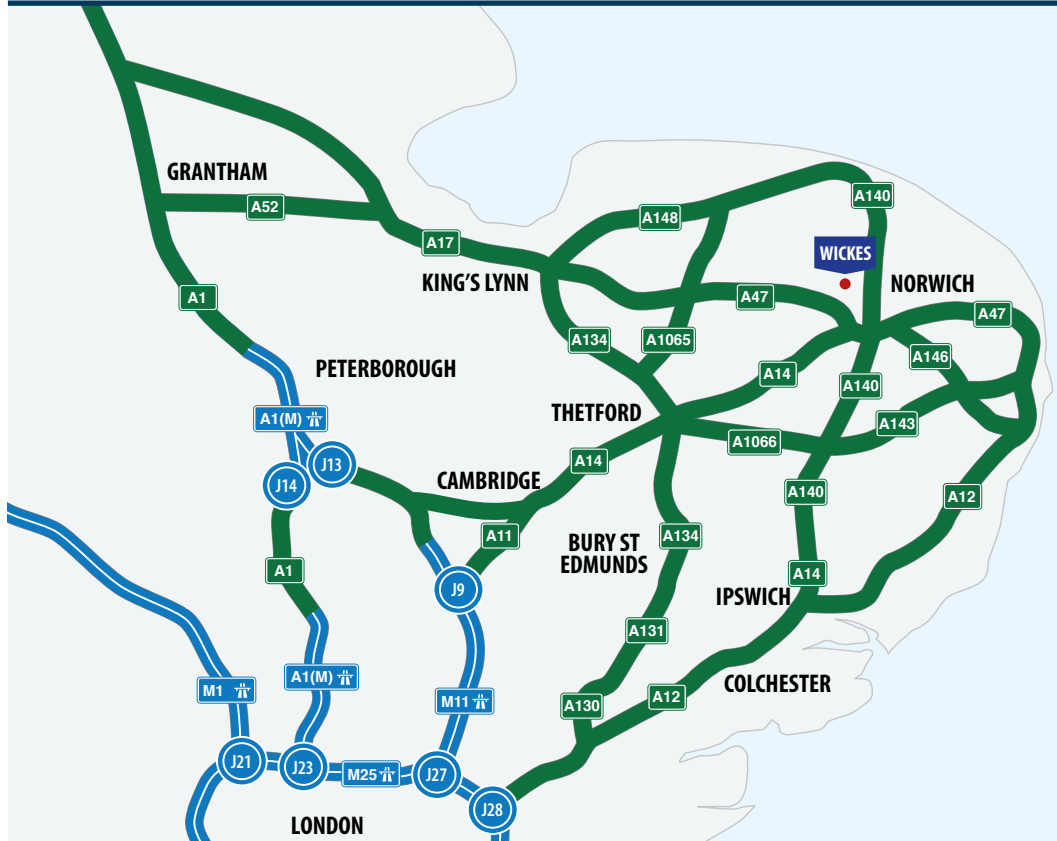 GRANTHAM
A140
A52
A148
A17
WICKES
KING'S LYNN
NORWICH
A1
A47
A47
A134
A1065
A146
PETERBOROUGH
A14
A140
A1(M)
THETFORD
A143
A1066
J13
A14
J14
CAMBRIDGE
A140
A12
A11
A134
BURY ST
EDMUNDS
A1
A14
J9
IPSWICH
A131
A1(M)
COLCHESTER
M1
A12
M11
A130
J21
J23
M25
J27
J28
LONDON